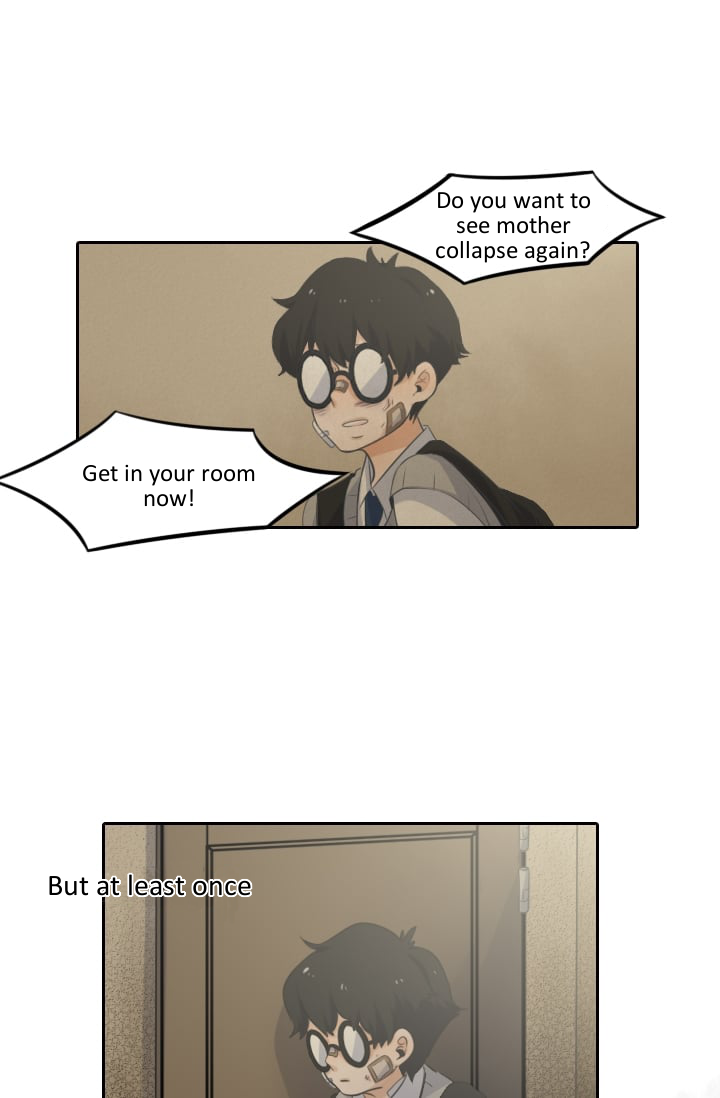 Do you want to
see mother
collapse again?
Get in your room
now!
But at least once